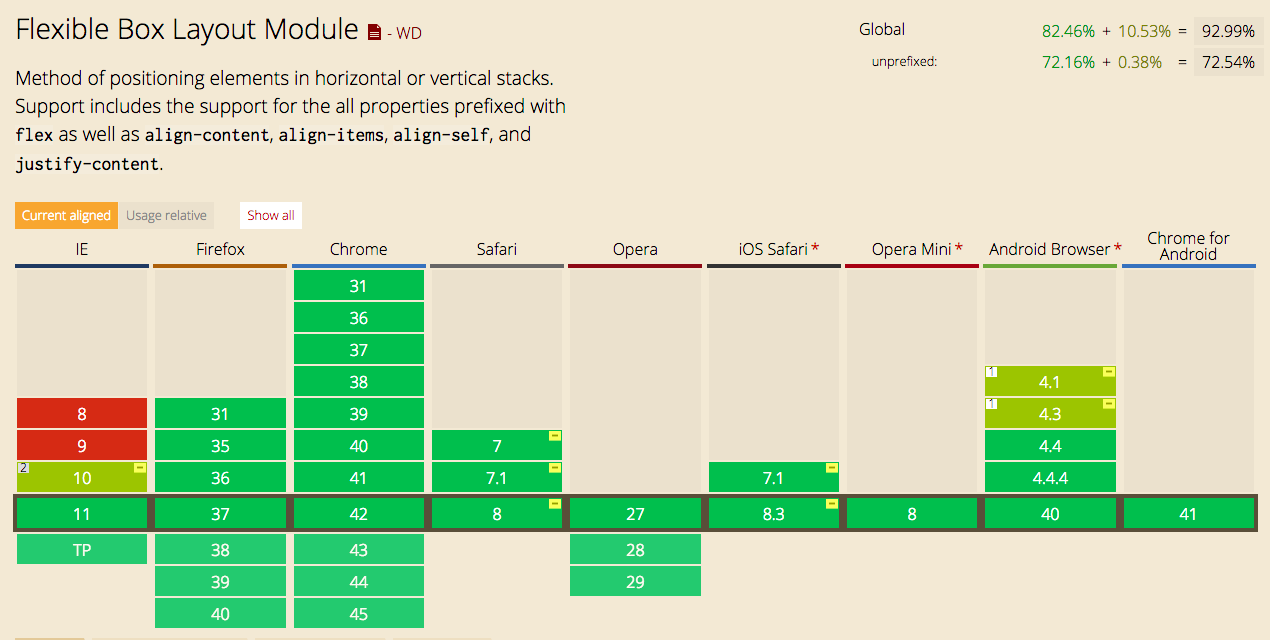 Flexible Box Layout Module - WD
Global 82.46% + 10.53% = 92.99%
unprefixed: 72.16% + 0.38% = 72.54%
Method of positioning elements in horizontal or vertical stacks.
Support includes the support for the all properties prefixed with
flex as well as align-content, align-items, align-self, and
justify-content.
Current aligned Usage relative Show all
IE Firefox Chrome Safari Opera iOS Safari * Opera Mini * Android Browser * Chrome for Android
31
36
37
38 1 4.1 -
8 31 39 1 4.3 -
9 35 40 7 - 4.4
2 10 - 36 41 7.1 - 7.1 - 4.4.4
11 37 42 8 - 27 8.3 - 8 40 41
TP 38 43 28
39 44 29
40 45